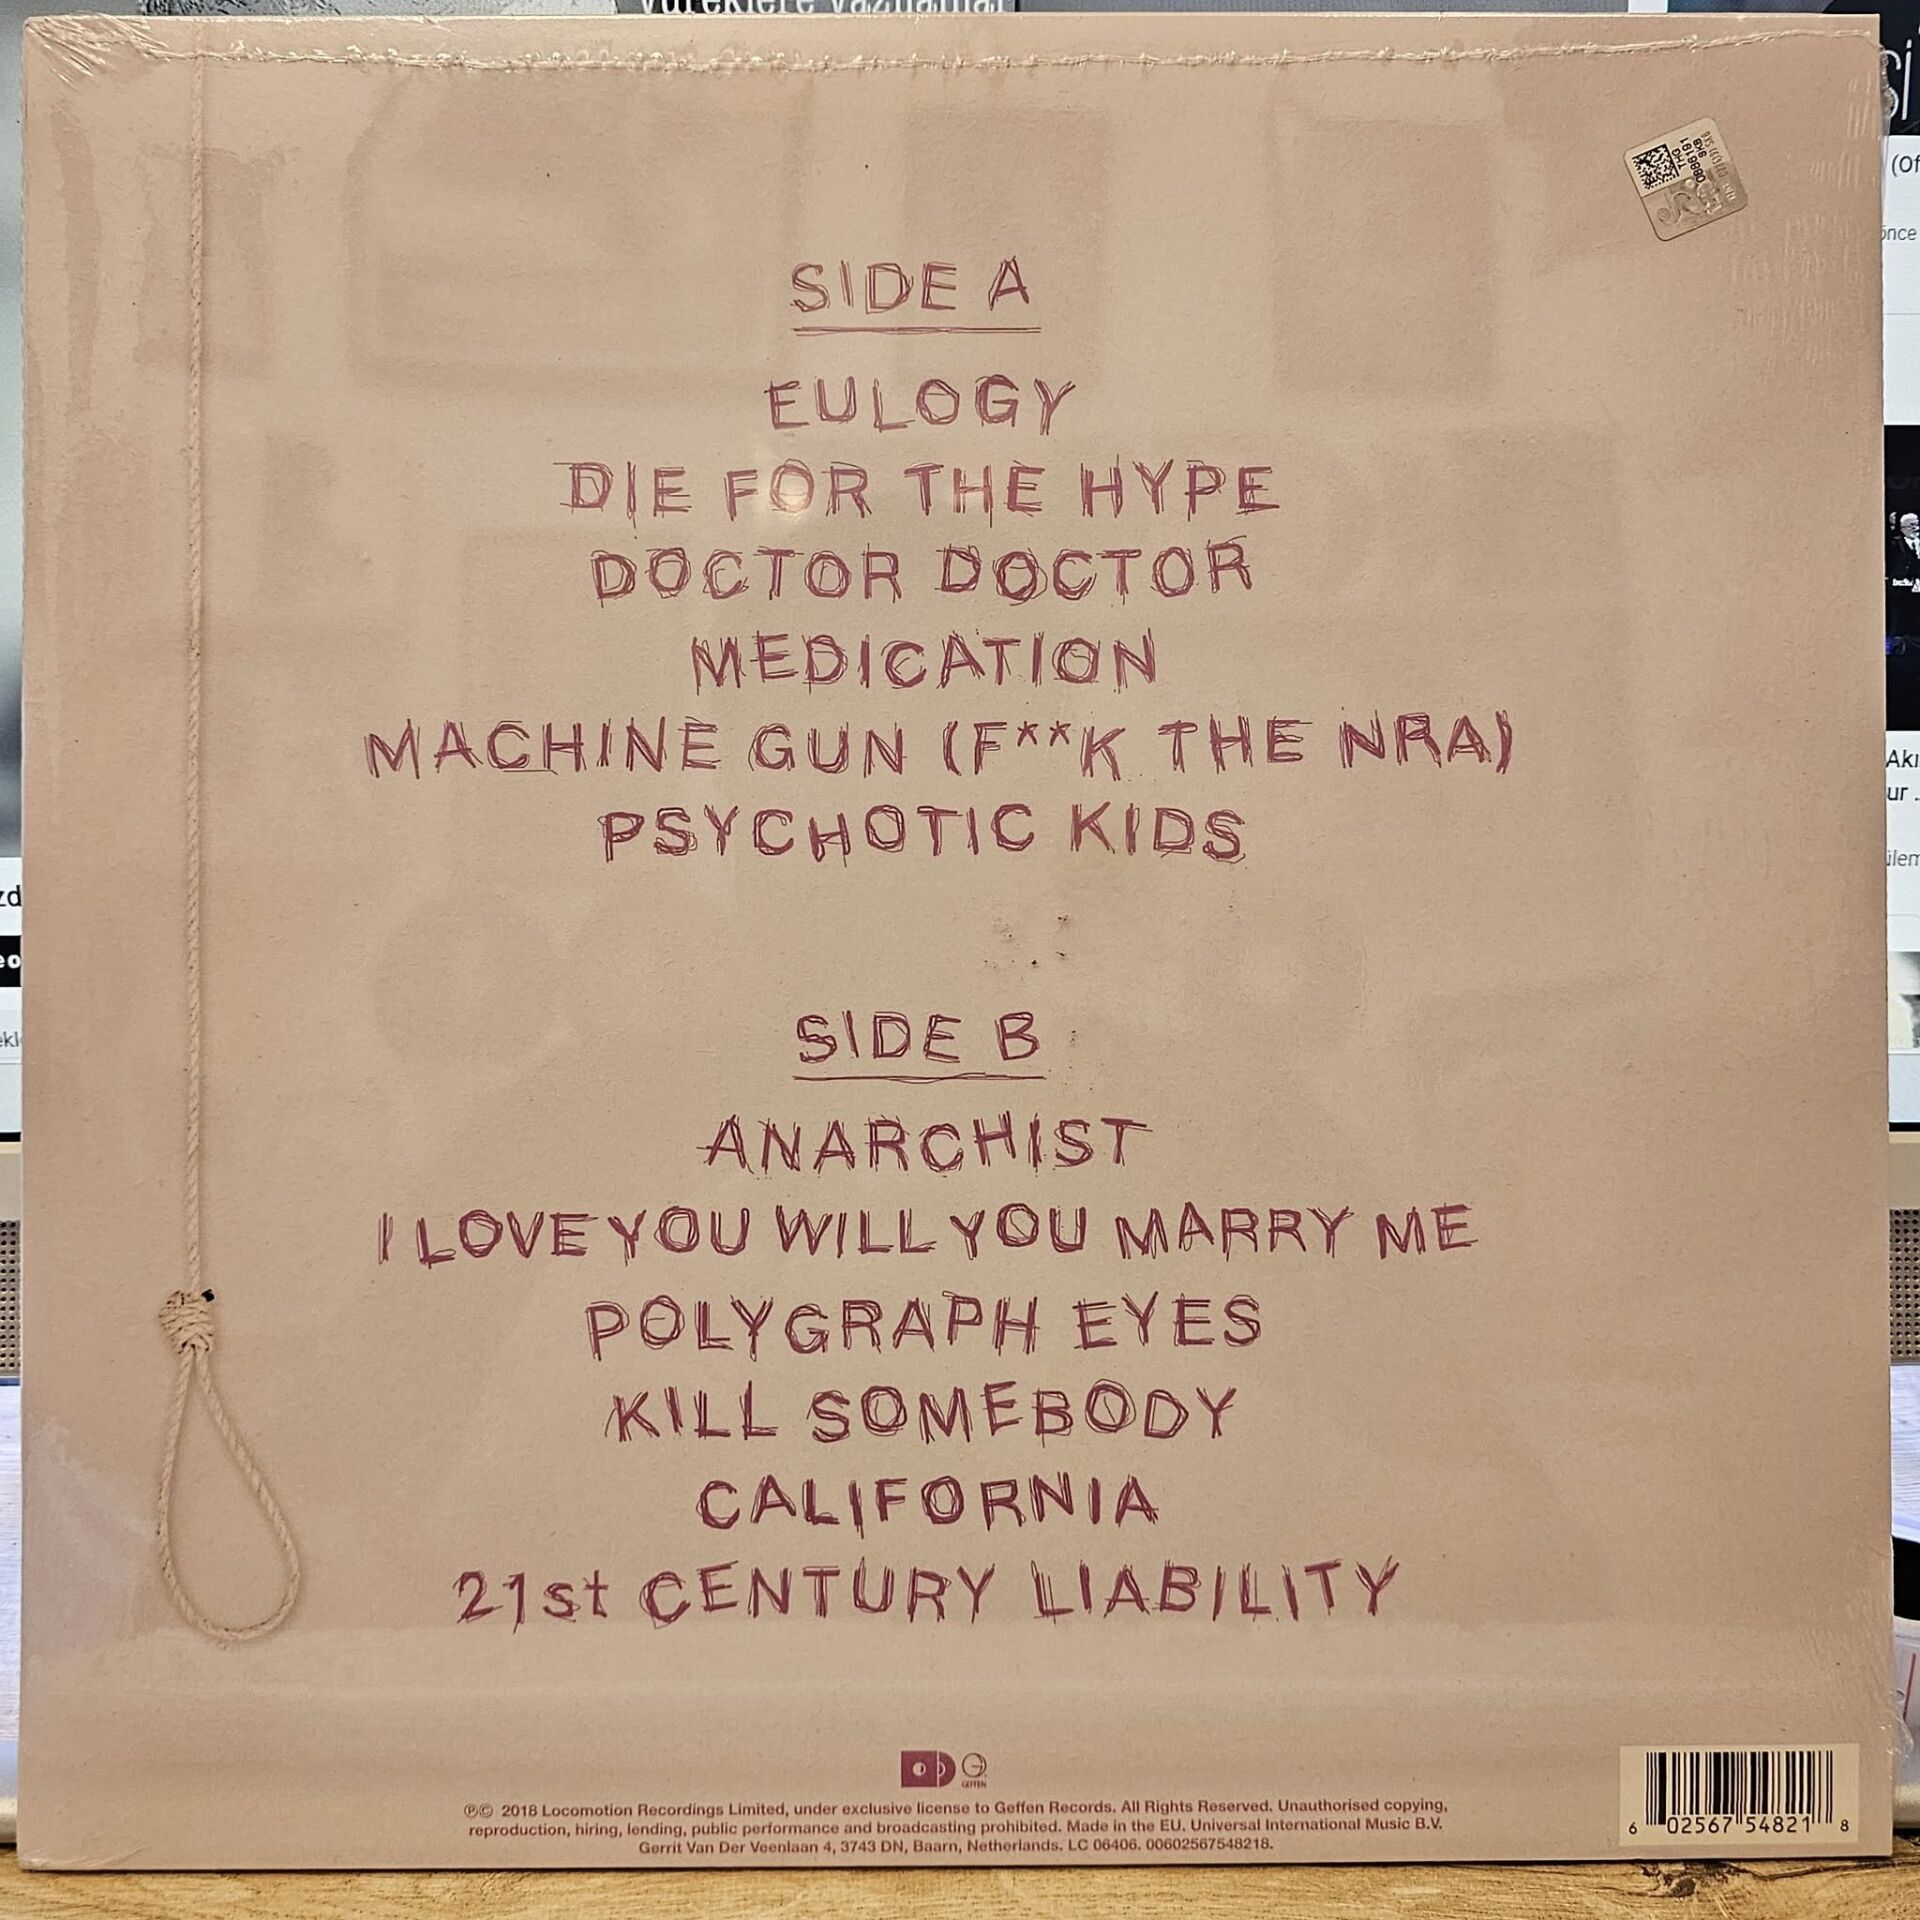 SIDE A
EULOGY
DIE FOR THE HYPE
DOCTOR DOCTOR
MEDICATION
MACHINE GUN (F**K THE NRA)
PSYCHOTIC KIDS
SIDE B
ANARCHIST
I LOVE YOU WILL YOU MARRY ME
POLYGRAPH EYES
KILL SOMEBODY
CALIFORNIA
21st CENTURY LIABILITY
GEFFEN
℗© 2018 Locomotion Recordings Limited, under exclusive license to Geffen Records. All Rights Reserved. Unauthorised copying,
reproduction, hiring, lending, public performance and broadcasting prohibited. Made in the EU. Universal International Music B.V.
Gerrit Van Der Veenlaan 4, 3743 DN, Baarn, Netherlands. LC 06406. 00602567548218.
6 02567 54821 8
THG
0886191